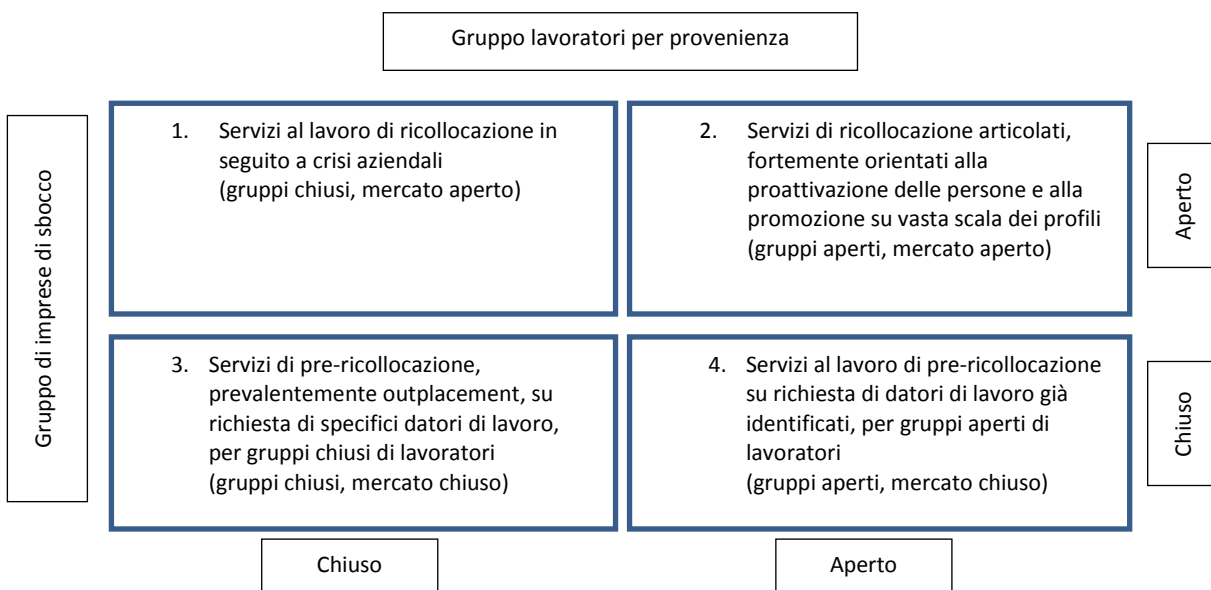 Gruppo lavoratori per provenienza
Gruppo di imprese di sbocco
1. Servizi al lavoro di ricollocazione in
seguito a crisi aziendali
(gruppi chiusi, mercato aperto)
2. Servizi di ricollocazione articolati,
fortemente orientati alla
proattivazione delle persone e alla
promozione su vasta scala dei profili
(gruppi aperti, mercato aperto)
Aperto
3. Servizi di pre-ricollocazione,
prevalentemente outplacement, su
richiesta di specifici datori di lavoro,
per gruppi chiusi di lavoratori
(gruppi chiusi, mercato chiuso)
4. Servizi al lavoro di pre-ricollocazione
su richiesta di datori di lavoro già
identificati, per gruppi aperti di
lavoratori
(gruppi aperti, mercato chiuso)
Chiuso
Chiuso
Aperto